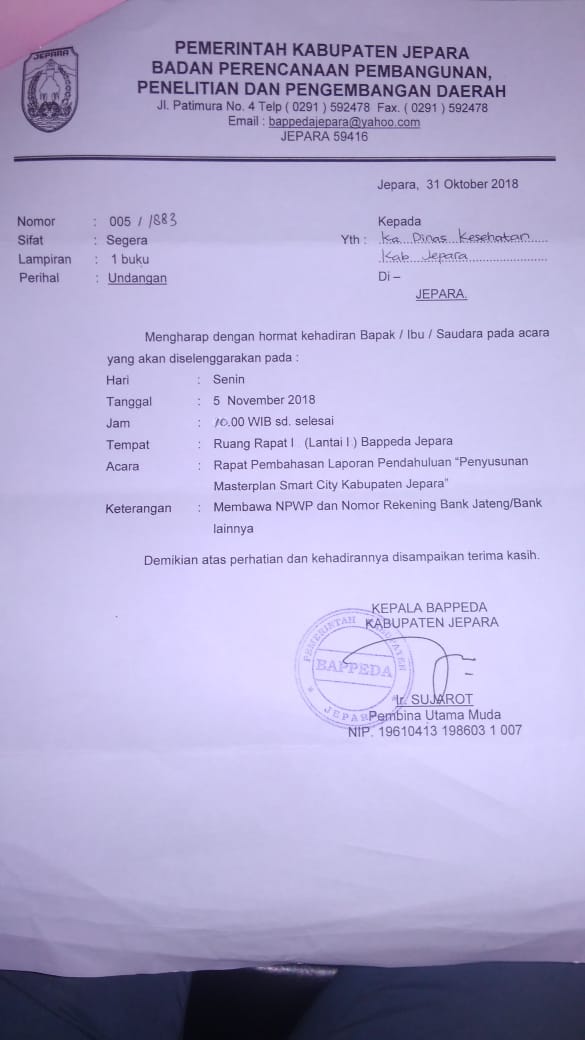 JEPARA
PEMERINTAH KABUPATEN JEPARA
BADAN PERENCANAAN PEMBANGUNAN,
PENELITIAN DAN PENGEMBANGAN DAERAH
Jl. Patimura No. 4 Telp ( 0291 ) 592478 Fax. ( 0291 ) 592478
Email : bappedajepara@yahoo.com
JEPARA 59416
Jepara, 31 Oktober 2018
Nomor : 005 / 1883
Sifat : Segera
Lampiran : 1 buku
Perihal : Undangan
Kepada
Yth : Ka Dinas Kesehatan
Kab Jepara
Di –
JEPARA.
Mengharap dengan hormat kehadiran Bapak / Ibu / Saudara pada acara
yang akan diselenggarakan pada :
Hari : Senin
Tanggal : 5 November 2018
Jam : 10.00 WIB sd. selesai
Tempat : Ruang Rapat I (Lantai I ) Bappeda Jepara
Acara : Rapat Pembahasan Laporan Pendahuluan “Penyusunan
Masterplan Smart City Kabupaten Jepara”
Keterangan : Membawa NPWP dan Nomor Rekening Bank Jateng/Bank
lainnya
Demikian atas perhatian dan kehadirannya disampaikan terima kasih.
KEPALA BAPPEDA
KABUPATEN JEPARA
PEMERINTAH KABUPATEN
BAPPEDA
JEPARA
Ir. SUJAROT
Pembina Utama Muda
NIP. 19610413 198603 1 007